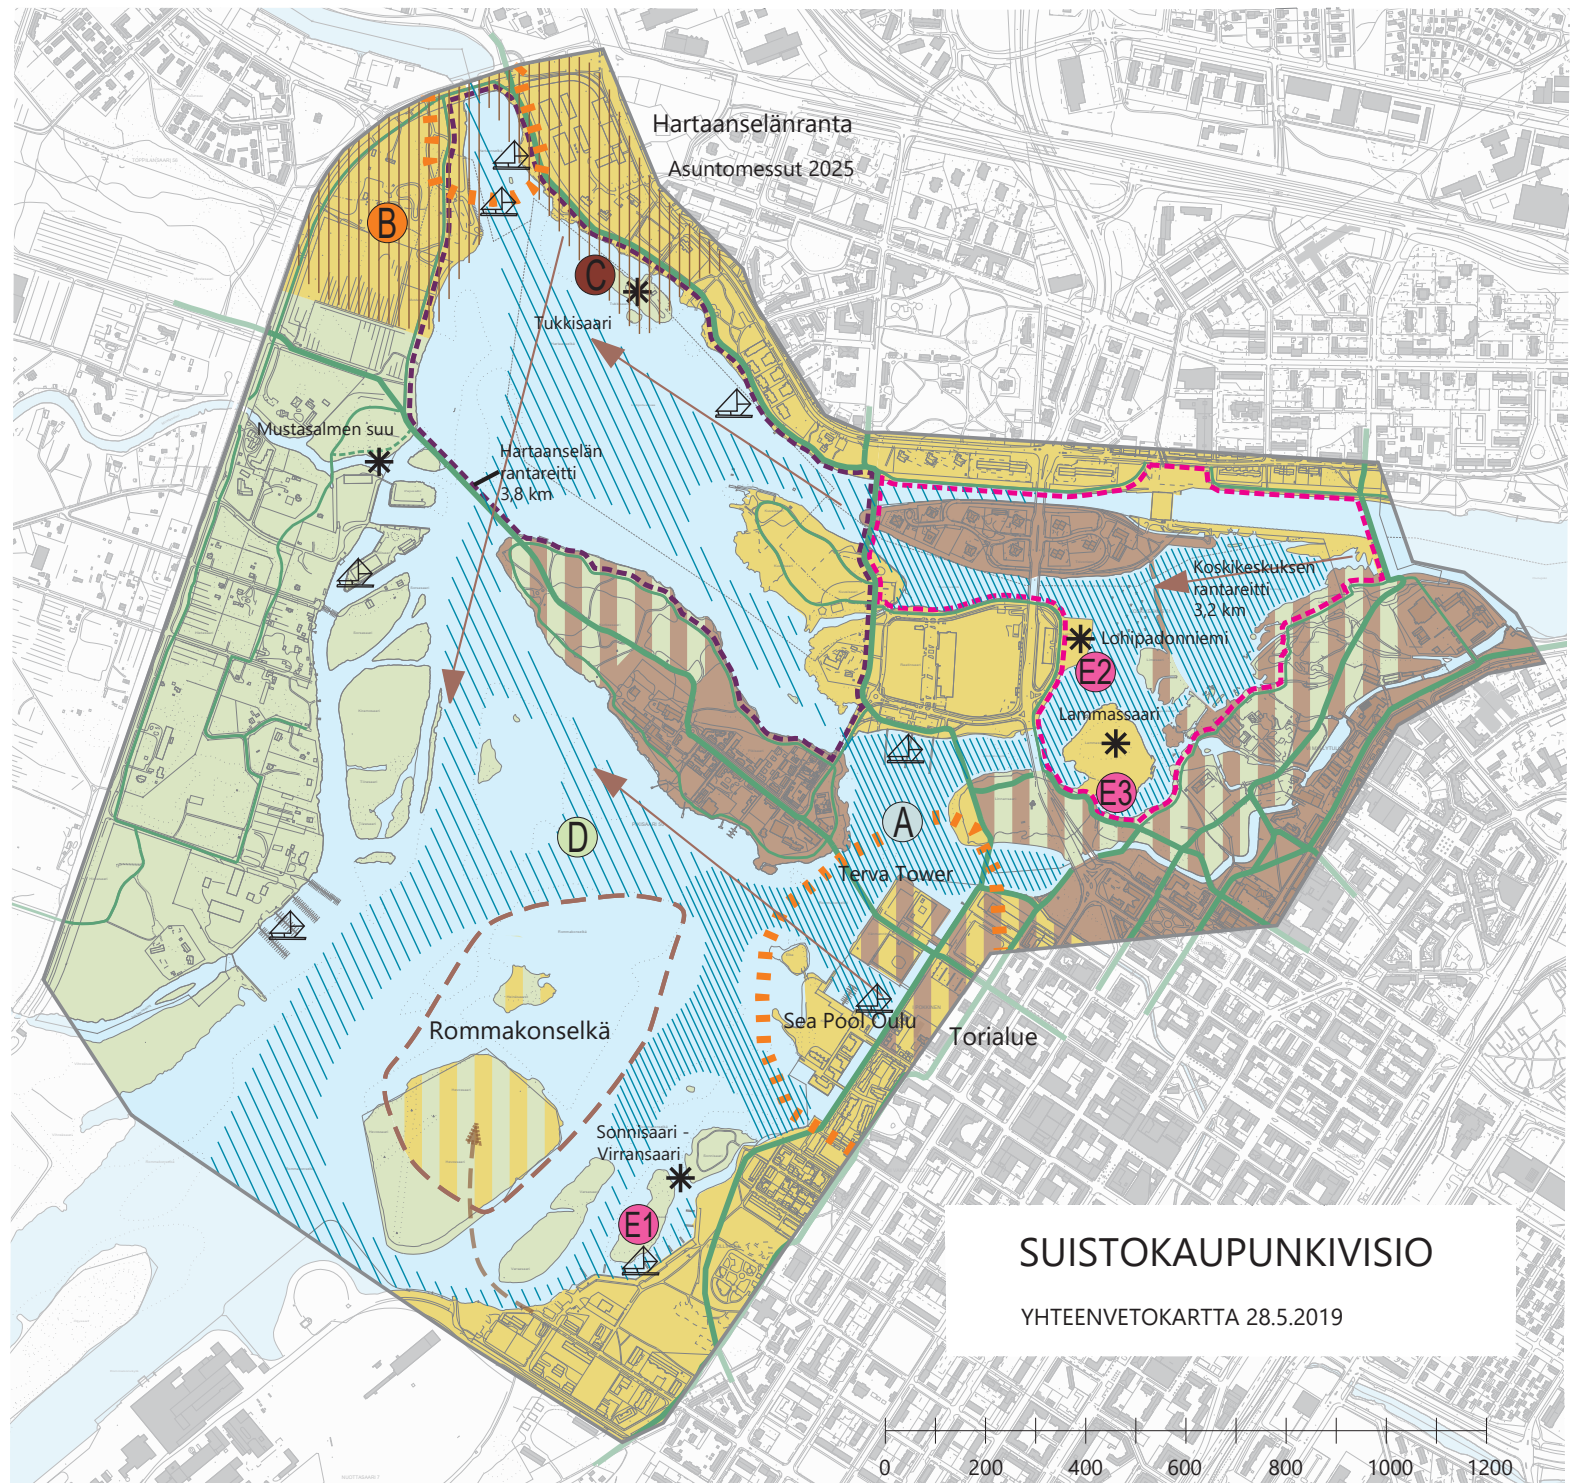 Hartaanselänranta
Asuntomessut 2025
B
C
Tukkisaari
Mustasalmen suu
Hartaanselän
rantareitti
3,8 km
Koskikeskuksen
rantareitti
3,2 km
Lohipadonniemi
E2
Lammassaari
E3
A
D
Terva Tower
Sea Pool Oulu
Rommakonselkä
Torialue
Sonnisaari -
Virransaari
E1
SUISTOKAUPUNKIVISIO
YHTEENVETOKARTTA 28.5.2019
0 200 400 600 800 1000 1200